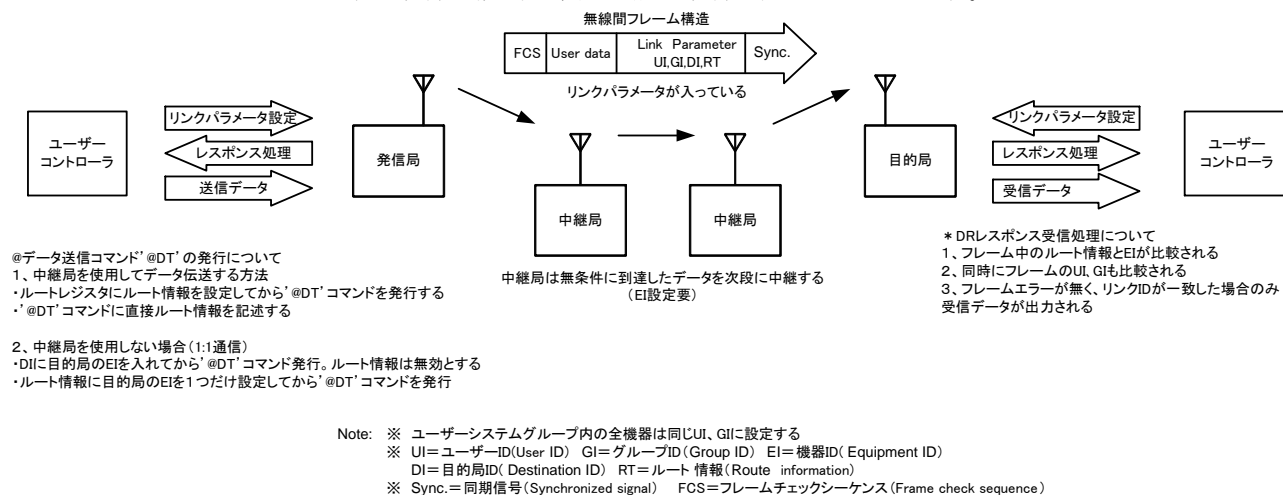 無線間フレーム構造
FCS User data Link Parameter UI,GI,DI,RT Sync.
リンクパラメータが入っている
ユーザー
コントローラ
リンクパラメータ設定
レスポンス処理
送信データ
発信局
中継局
中継局
目的局
リンクパラメータ設定
レスポンス処理
受信データ
ユーザー
コントローラ
中継局は無条件に到達したデータを次段に中継する
(EI設定要)
@データ送信コマンド'@DT'の発行について
1、中継局を使用してデータ伝送する方法
・ルートレジスタにルート情報を設定してから'@DT'コマンドを発行する
・'@DT'コマンドに直接ルート情報を記述する
2、中継局を使用しない場合(1:1通信)
・DIに目的局のEIを入れてから'@DT'コマンド発行。ルート情報は無効とする
・ルート情報に目的局のEIを1つだけ設定してから'@DT'コマンドを発行
*DRレスポンス受信処理について
1、フレーム中のルート情報とEIが比較される
2、同時にフレームのUI、GIも比較される
3、フレームエラーが無く、リンクIDが一致した場合のみ
受信データが出力される
Note: ※ ユーザーシステムグループ内の全機器は同じUI、GIに設定する
※ UI=ユーザーID(User ID) GI=グループID(Group ID) EI=機器ID( Equipment ID)
DI=目的局ID( Destination ID) RT=ルート 情報(Route information)
※ Sync.=同期信号(Synchronized signal) FCS=フレームチェックシーケンス(Frame check sequence)